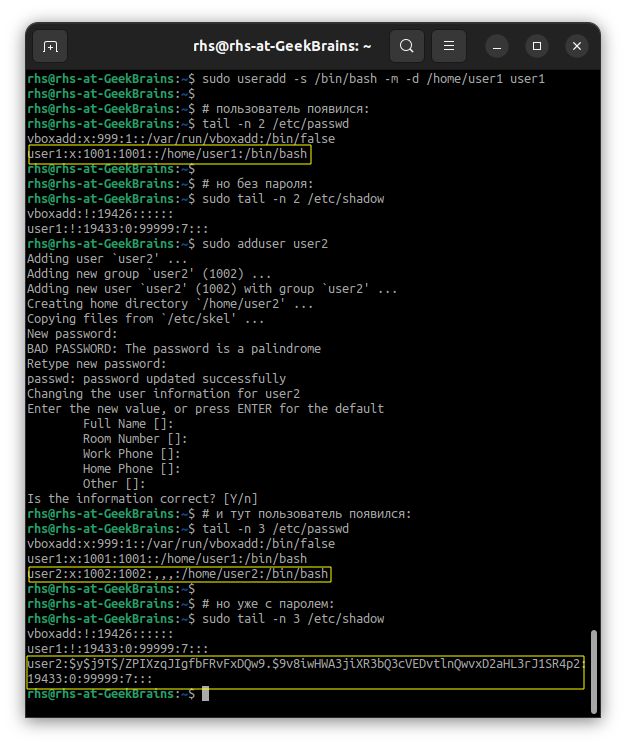 rhs@rhs-at-GeekBrains: ~
rhs@rhs-at-GeekBrains:~$ sudo useradd -s /bin/bash -m -d /home/user1 user1
rhs@rhs-at-GeekBrains:~$
rhs@rhs-at-GeekBrains:~$ # пользователь появился:
rhs@rhs-at-GeekBrains:~$ tail -n 2 /etc/passwd
vboxadd:x:999:1::/var/run/vboxadd:/bin/false
user1:x:1001:1001::/home/user1:/bin/bash
rhs@rhs-at-GeekBrains:~$
rhs@rhs-at-GeekBrains:~$ # но без пароля:
rhs@rhs-at-GeekBrains:~$ sudo tail -n 2 /etc/shadow
vboxadd:!:19426::::::
user1:!:19433:0:99999:7:::
rhs@rhs-at-GeekBrains:~$ sudo adduser user2
Adding user `user2' ...
Adding new group `user2' (1002) ...
Adding new user `user2' (1002) with group `user2' ...
Creating home directory `/home/user2' ...
Copying files from `/etc/skel' ...
New password:
BAD PASSWORD: The password is a palindrome
Retype new password:
passwd: password updated successfully
Changing the user information for user2
Enter the new value, or press ENTER for the default
Full Name []:
Room Number []:
Work Phone []:
Home Phone []:
Other []:
Is the information correct? [Y/n]
rhs@rhs-at-GeekBrains:~$ # и тут пользователь появился:
rhs@rhs-at-GeekBrains:~$ tail -n 3 /etc/passwd
vboxadd:x:999:1::/var/run/vboxadd:/bin/false
user1:x:1001:1001::/home/user1:/bin/bash
user2:x:1002:1002:,,,:/home/user2:/bin/bash
rhs@rhs-at-GeekBrains:~$
rhs@rhs-at-GeekBrains:~$ # но уже с паролем:
rhs@rhs-at-GeekBrains:~$ sudo tail -n 3 /etc/shadow
vboxadd:!:19426::::::
user1:!:19433:0:99999:7:::
user2:$y$j9T$/ZPIXzqJIgfbFRvFxDQw9.$9v8iwHWA3jiXR3bQ3cVEDvtlnQwvxD2aHL3rJ1SR4p2:
19433:0:99999:7:::
rhs@rhs-at-GeekBrains:~$